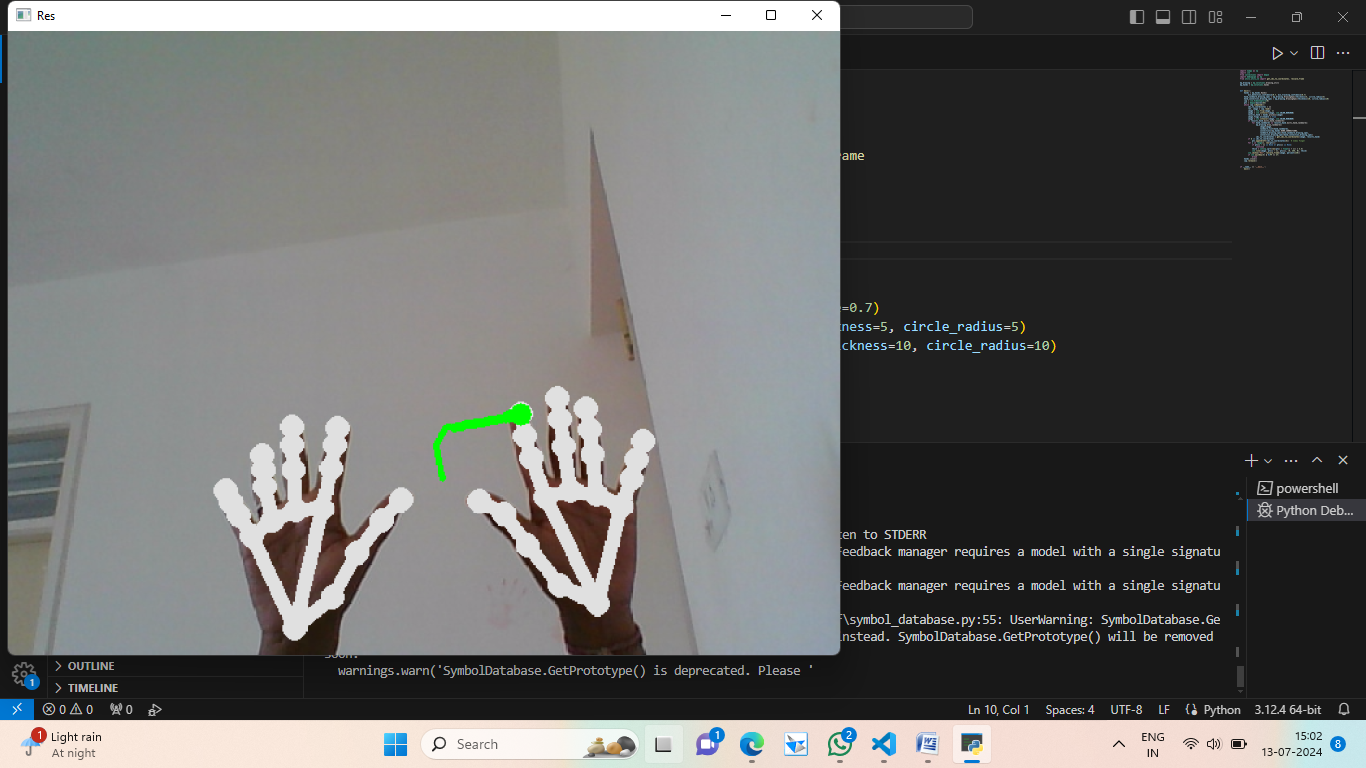 Res
ame
=0.7)
ness=5, circle_radius=5)
ckness=10, circle_radius=10)
powershell
Python Deb...
ten to STDERR
Feedback manager requires a model with a single signatu
Feedback manager requires a model with a single signatu
f\symbol_database.py:55: UserWarning: SymbolDatabase.Ge
instead. SymbolDatabase.GetPrototype() will be removed
soon.
warnings.warn('SymbolDatabase.GetPrototype() is deprecated. Please '
OUTLINE
TIMELINE
1
0 0 0
Ln 10, Col 1 Spaces: 4 UTF-8 LF Python 3.12.4 64-bit
1 Light rain
At night
Search
1
2
ENG
IN
15:02
13-07-2024
8